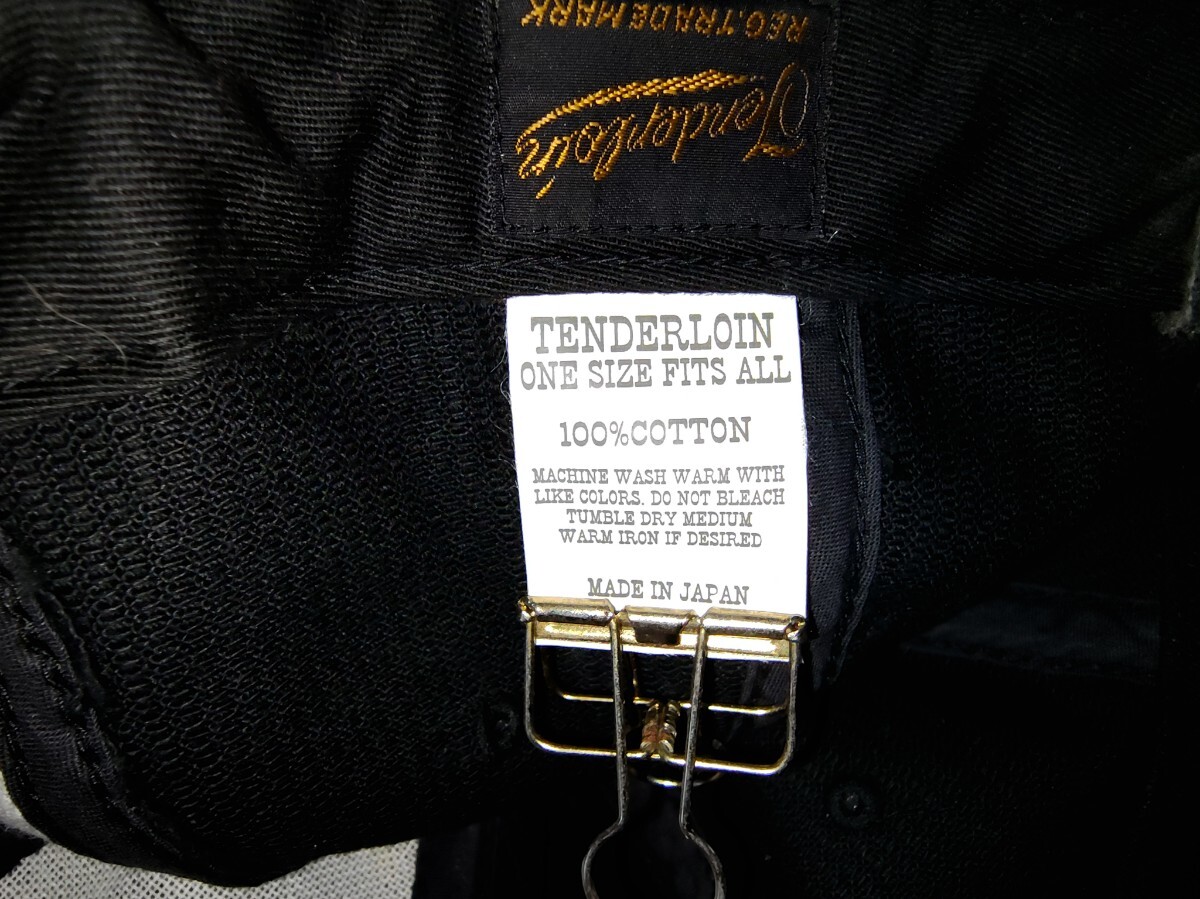 Tenderloin
REG.TRADEMARK
TENDERLOIN
ONE SIZE FITS ALL
100%COTTON
MACHINE WASH WARM WITH
LIKE COLORS. DO NOT BLEACH
TUMBLE DRY MEDIUM
WARM IRON IF DESIRED
MADE IN JAPAN